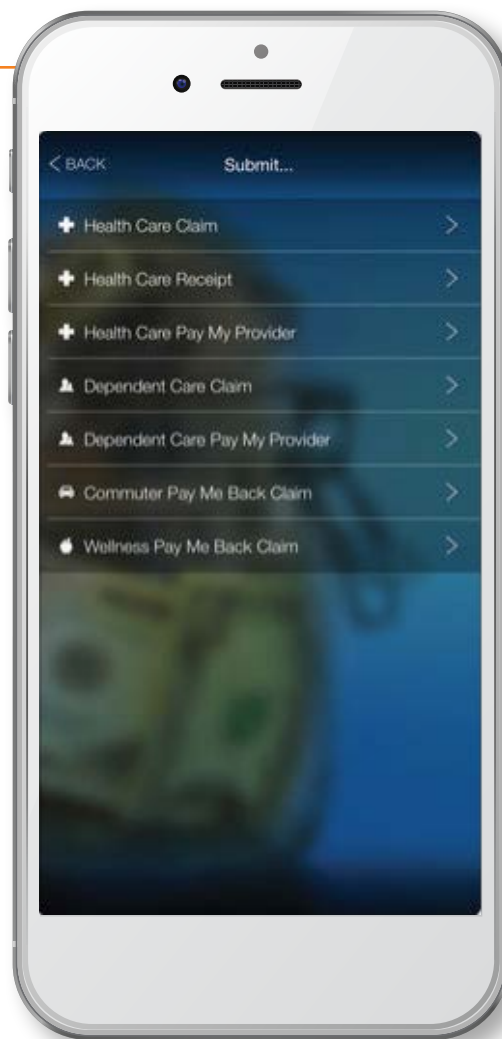 < BACK
Submit...
Health Care Claim
Health Care Receipt
Health Care Pay My Provider
Dependent Care Claim
Dependent Care Pay My Provider
Commuter Pay Me Back Claim
Wellness Pay Me Back Claim